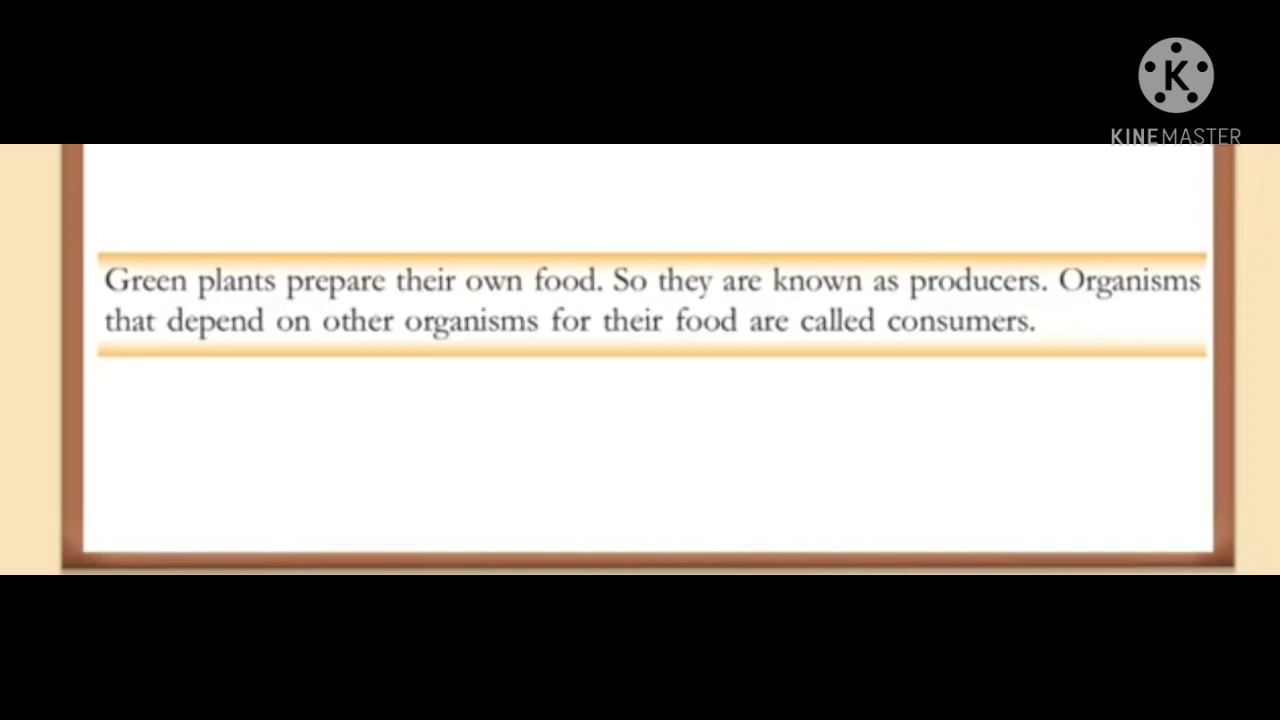 K
KINEMASTER
Green plants prepare their own food. So they are known as producers. Organisms
that depend on other organisms for their food are called consumers.